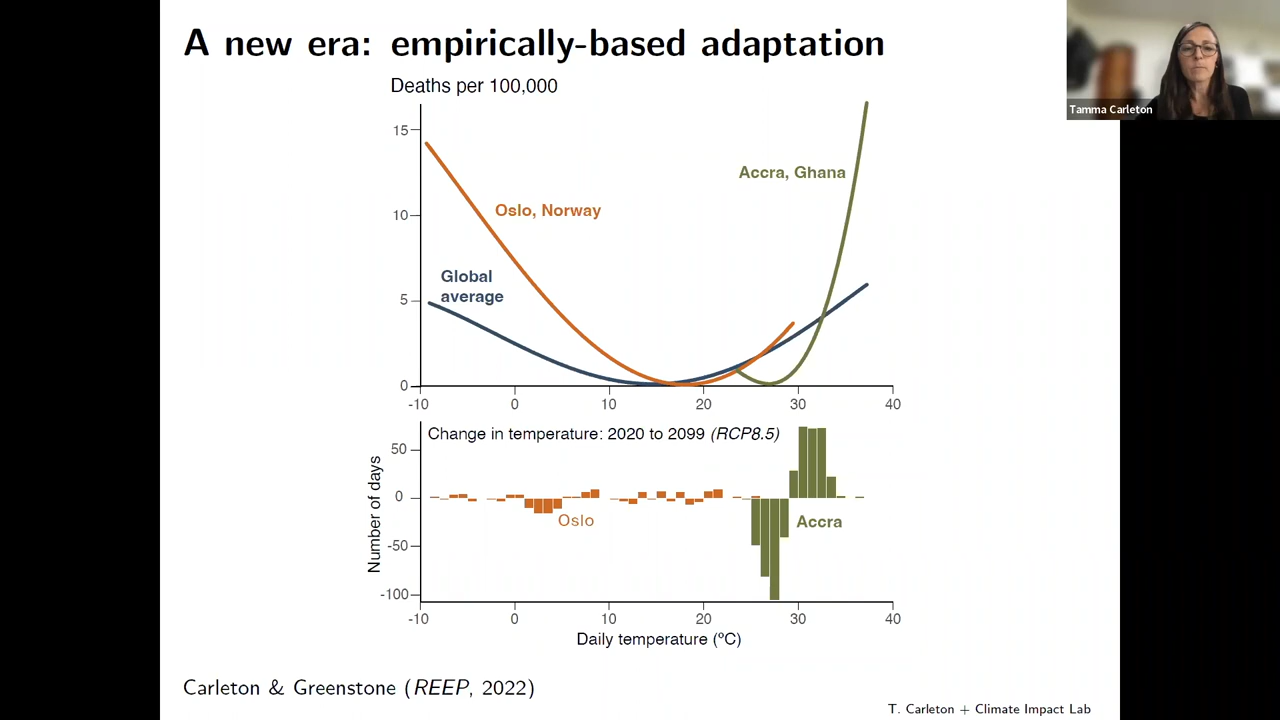 A new era: empirically-based adaptation
Tamma Carleton
Deaths per 100,000
15
10
5
0
Accra, Ghana
Oslo, Norway
Global
average
-10 0 10 20 30 40
Change in temperature: 2020 to 2099 (RCP8.5)
Number of days
50
0
-50
-100
Oslo
Accra
-10 0 10 20 30 40
Daily temperature (ºC)
Carleton & Greenstone (REEP, 2022)
T. Carleton + Climate Impact Lab